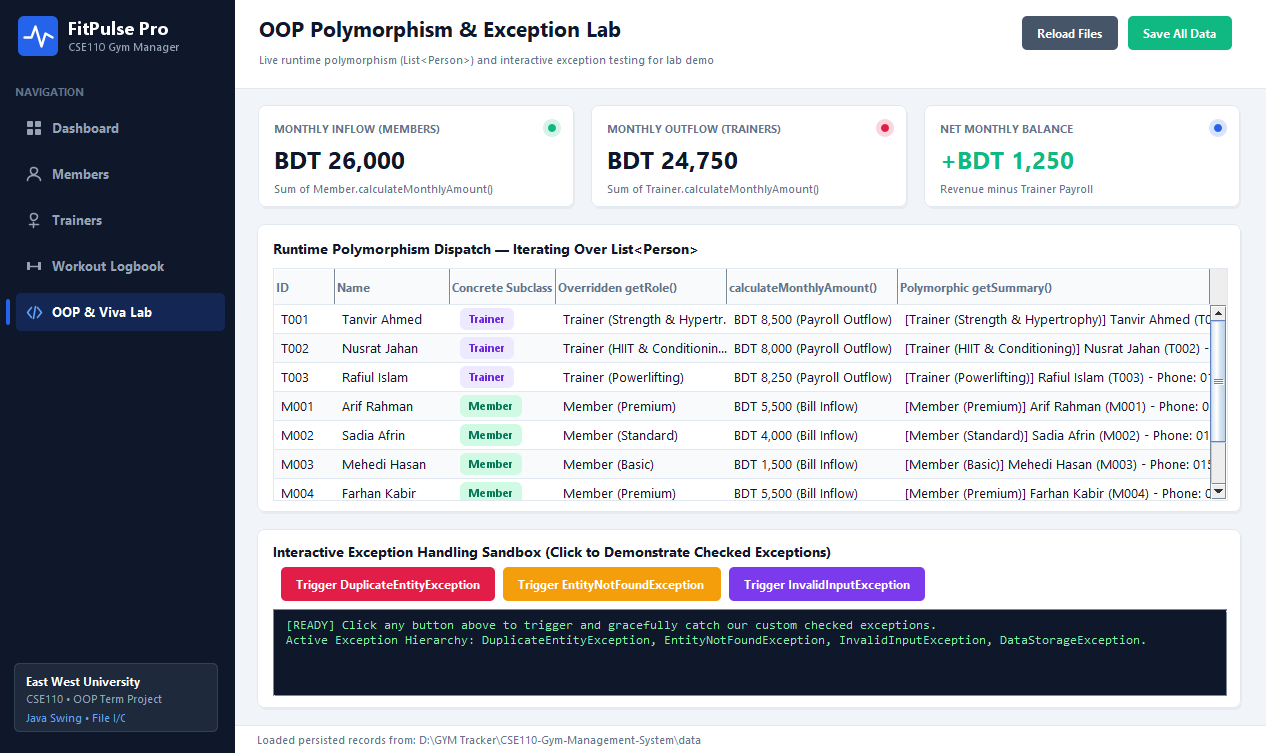 FitPulse Pro
CSE110 Gym Manager
NAVIGATION
Dashboard
Members
Trainers
Workout Logbook
OOP & Viva Lab
East West University
CSE110 • OOP Term Project
Java Swing • File I/C
OOP Polymorphism & Exception Lab
Live runtime polymorphism (List<Person>) and interactive exception testing for lab demo
Reload Files
Save All Data
MONTHLY INFLOW (MEMBERS)
BDT 26,000
Sum of Member.calculateMonthlyAmount()
MONTHLY OUTFLOW (TRAINERS)
BDT 24,750
Sum of Trainer.calculateMonthlyAmount()
NET MONTHLY BALANCE
+BDT 1,250
Revenue minus Trainer Payroll
Runtime Polymorphism Dispatch — Iterating Over List<Person>
ID Name Concrete Subclass Overridden getRole() calculateMonthlyAmount() Polymorphic getSummary()
T001 Tanvir Ahmed Trainer Trainer (Strength & Hypertr... BDT 8,500 (Payroll Outflow) [Trainer (Strength & Hypertrophy)] Tanvir Ahmed (T0
T002 Nusrat Jahan Trainer Trainer (HIIT & Conditionin... BDT 8,000 (Payroll Outflow) [Trainer (HIIT & Conditioning)] Nusrat Jahan (T002) -
T003 Rafiul Islam Trainer Trainer (Powerlifting) BDT 8,250 (Payroll Outflow) [Trainer (Powerlifting)] Rafiul Islam (T003) - Phone: 01
M001 Arif Rahman Member Member (Premium) BDT 5,500 (Bill Inflow) [Member (Premium)] Arif Rahman (M001) - Phone: 0
M002 Sadia Afrin Member Member (Standard) BDT 4,000 (Bill Inflow) [Member (Standard)] Sadia Afrin (M002) - Phone: 01
M003 Mehedi Hasan Member Member (Basic) BDT 1,500 (Bill Inflow) [Member (Basic)] Mehedi Hasan (M003) - Phone: 015
M004 Farhan Kabir Member Member (Premium) BDT 5,500 (Bill Inflow) [Member (Premium)] Farhan Kabir (M004) - Phone: 0
Interactive Exception Handling Sandbox (Click to Demonstrate Checked Exceptions)
Trigger DuplicateEntityException
Trigger EntityNotFoundException
Trigger InvalidInputException
[READY] Click any button above to trigger and gracefully catch our custom checked exceptions.
Active Exception Hierarchy: DuplicateEntityException, EntityNotFoundException, InvalidInputException, DataStorageException.
Loaded persisted records from: D:\GYM Tracker\CSE110-Gym-Management-System\data